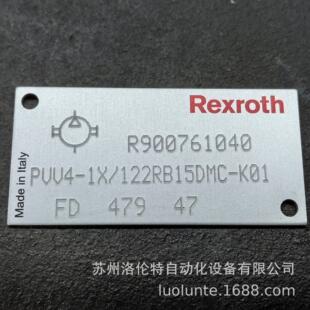 Rexroth
Made in Italy
R900761040
PVV4-1X/122RB15DMC-K01
FD 479 47
苏州洛伦特自动化设备有限公司
luolunte.1688.com